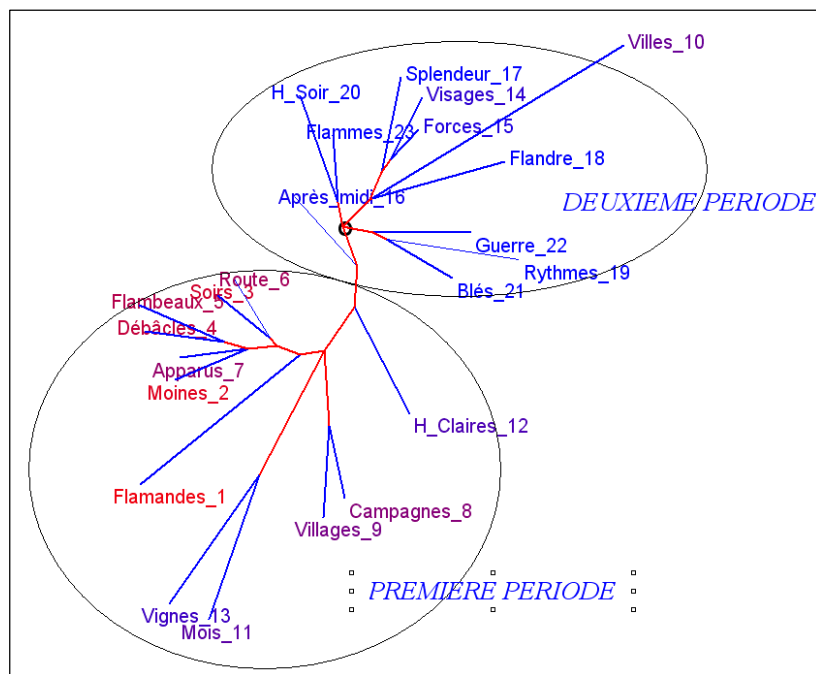 Villes_10
Splendeur_17
H_Soir_20
Visages_14
Flammes_23
Forces_15
Flandre_18
Après_midi_16
DEUXIEME PERIODE
Guerre_22
Rythmes_19
Blés_21
Route_6
Soirs_3
Flambeaux_5
Débâcles_4
Apparus_7
Moines_2
H_Claires_12
Flamandes_1
Campagnes_8
Villages_9
PREMIERE PERIODE
Vignes_13
Mois_11